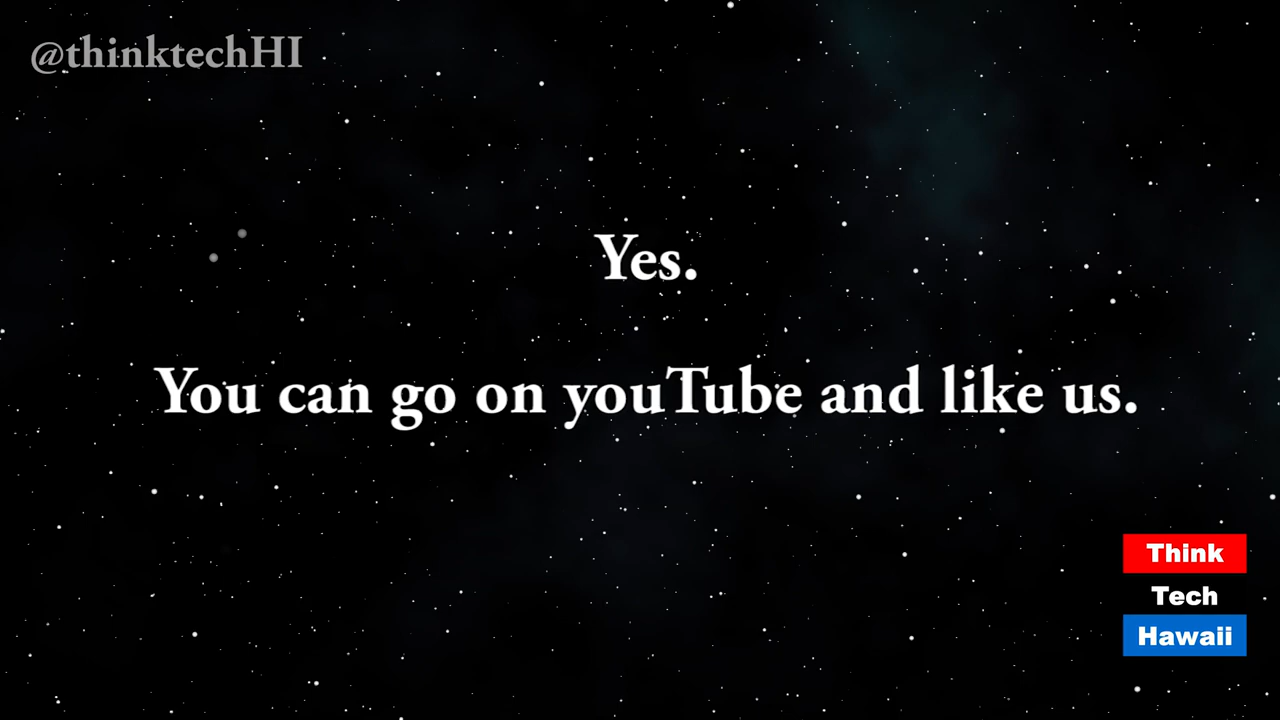 @thinktechHI
Yes.
You can go on youTube and like us.
Think
Tech
Hawaii